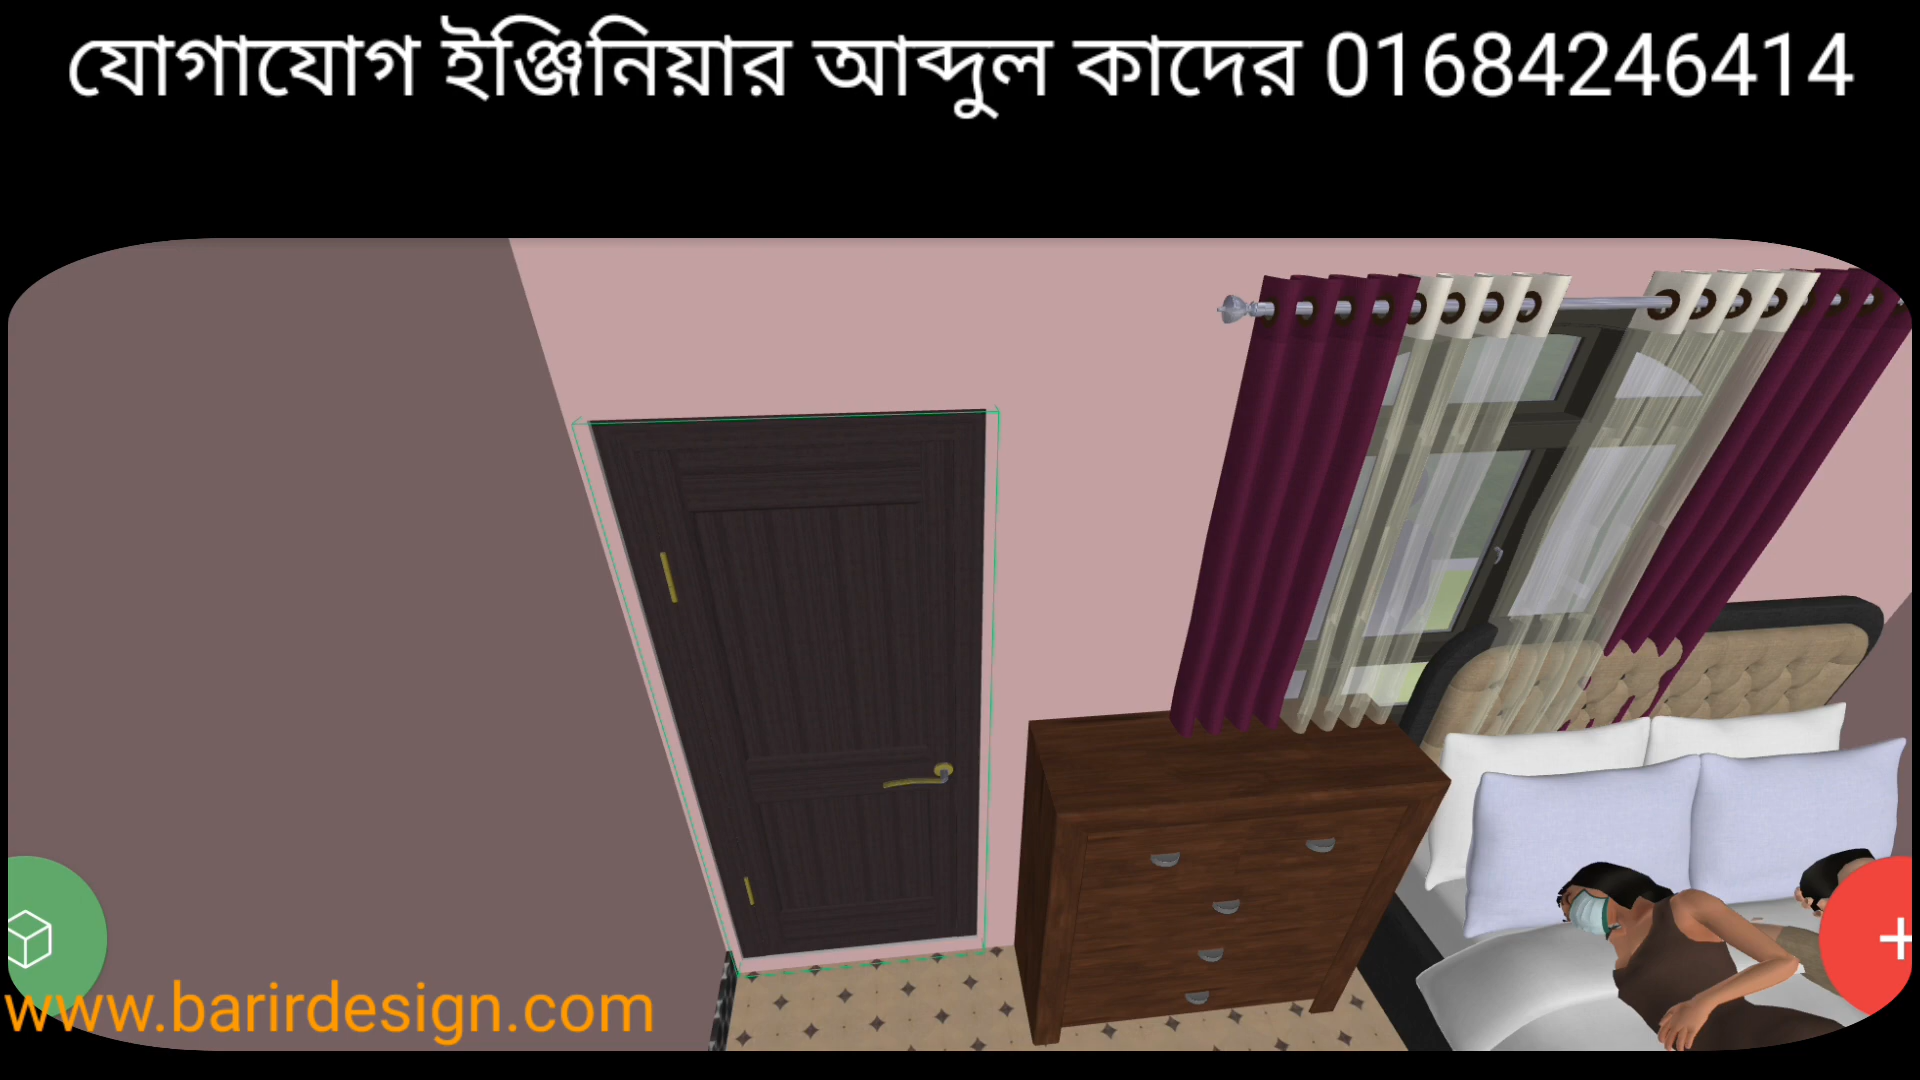 যোগাযোগ ইঞ্জিনিয়ার আব্দুল কাদের 01684246414
www.barirdesign.com